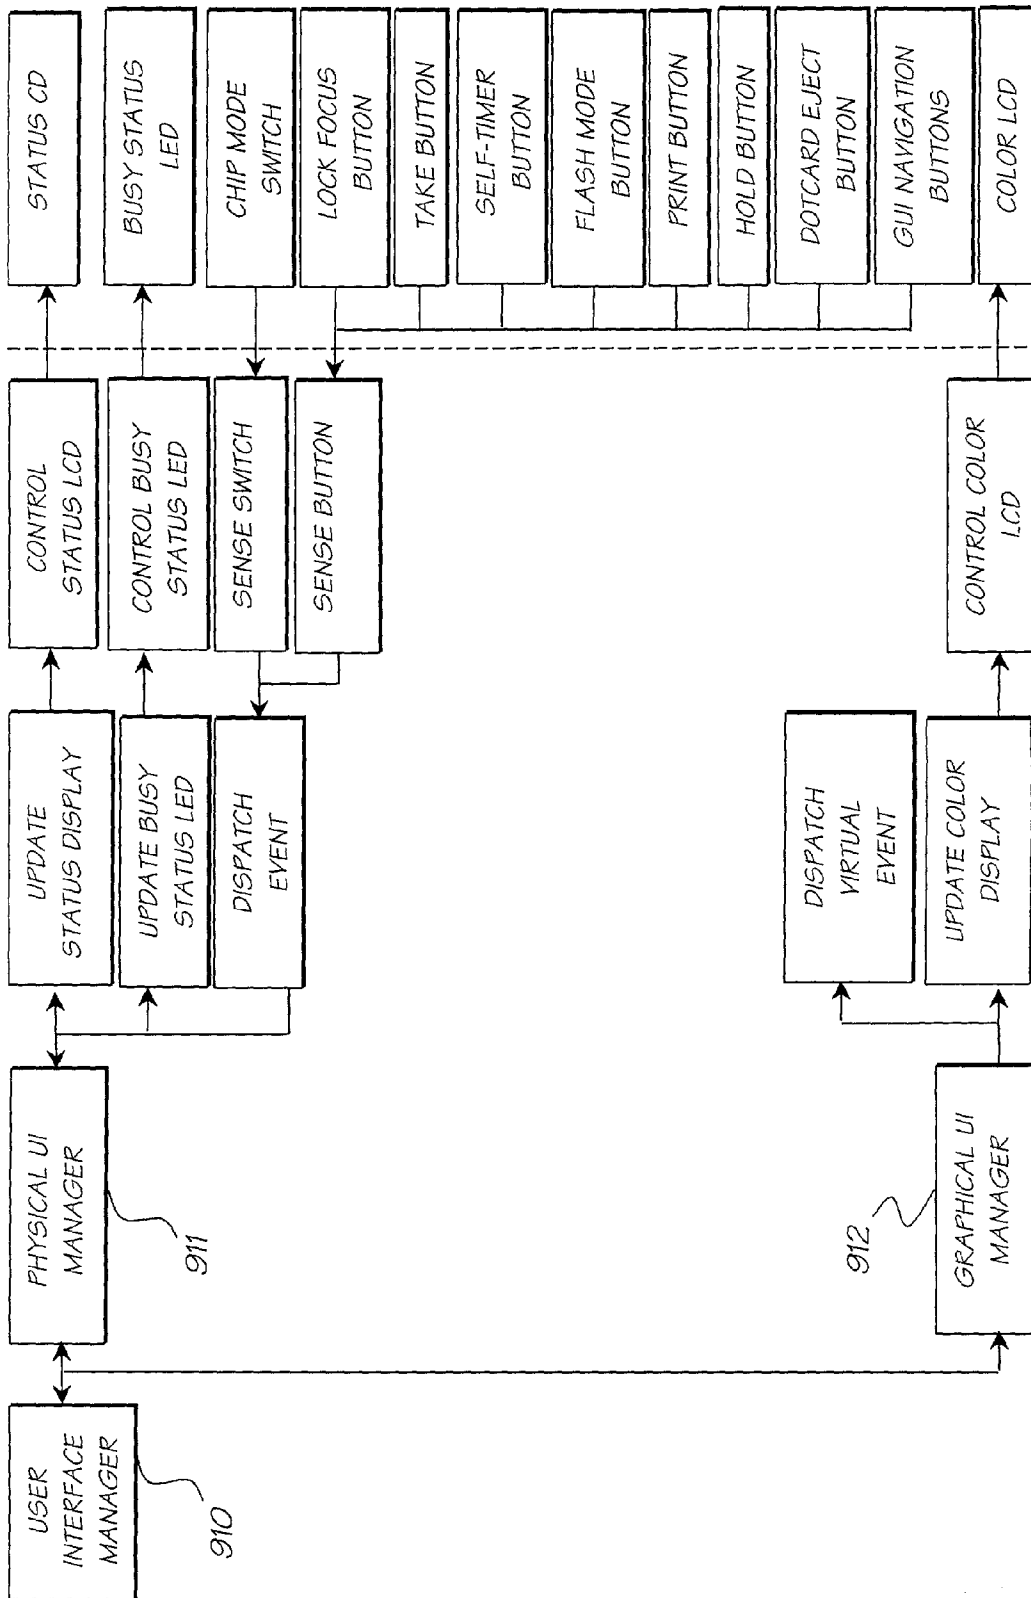 USER
INTERFACE
MANAGER
910
PHYSICAL UI
MANAGER
911
GRAPHICAL UI
MANAGER
912
UPDATE
STATUS DISPLAY
UPDATE BUSY
STATUS LED
DISPATCH
EVENT
DISPATCH
VIRTUAL
EVENT
UPDATE COLOR
DISPLAY
CONTROL
STATUS LCD
CONTROL BUSY
STATUS LED
SENSE SWITCH
SENSE BUTTON
CONTROL COLOR
LCD
STATUS CD
BUSY STATUS
LED
CHIP MODE
SWITCH
LOCK FOCUS
BUTTON
TAKE BUTTON
SELF-TIMER
BUTTON
FLASH MODE
BUTTON
PRINT BUTTON
HOLD BUTTON
DOTCARD EJECT
BUTTON
GUI NAVIGATION
BUTTONS
COLOR LCD